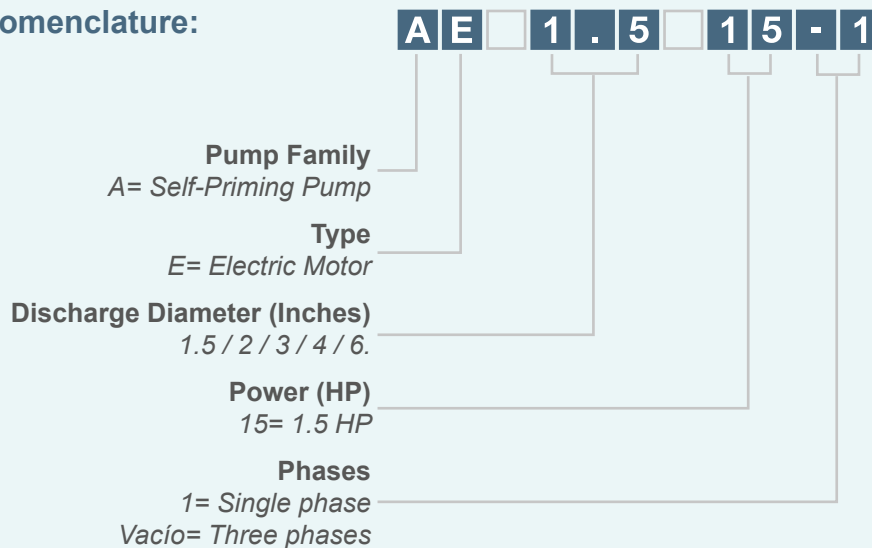 omenclature:
AE 1.5 15-1
Pump Family
A= Self-Priming Pump
Type
E= Electric Motor
Discharge Diameter (Inches)
1.5 / 2 / 3 / 4 / 6.
Power (HP)
15= 1.5 HP
Phases
1= Single phase
Vacío= Three phases